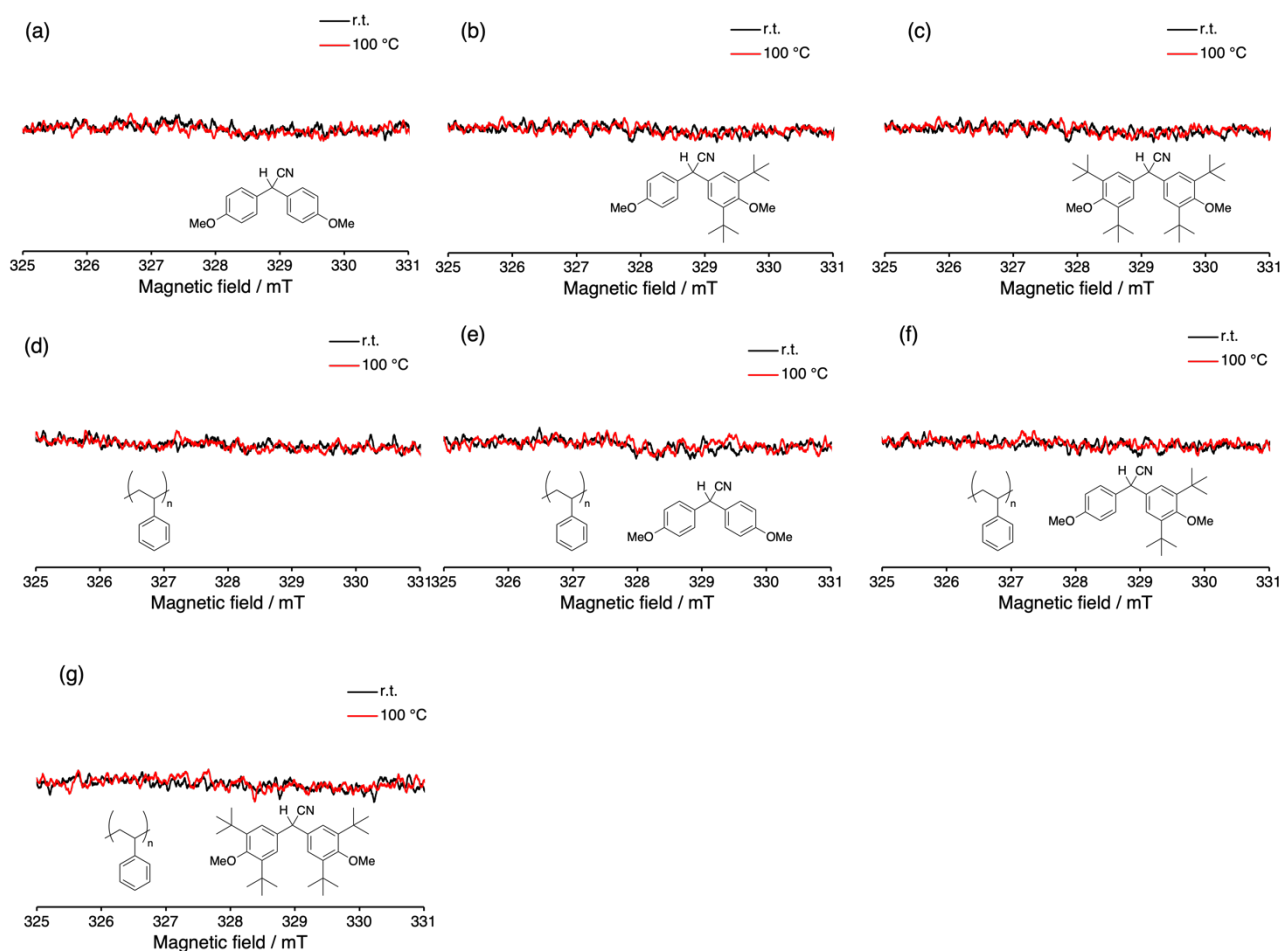 (a)
r.t.
100 °C
H CN
MeO
OMe
325 326 327 328 329 330 331
Magnetic field / mT
(b)
r.t.
100 °C
H CN
MeO
OMe
325 326 327 328 329 330 331
Magnetic field / mT
(c)
r.t.
100 °C
H CN
MeO
OMe
325 326 327 328 329 330 331
Magnetic field / mT
(d)
r.t.
100 °C
n
325 326 327 328 329 330 331
Magnetic field / mT
(e)
r.t.
100 °C
n
H CN
MeO
OMe
325 326 327 328 329 330 331
Magnetic field / mT
(f)
r.t.
100 °C
n
H CN
MeO
OMe
325 326 327 328 329 330 331
Magnetic field / mT
(g)
r.t.
100 °C
n
H CN
MeO
OMe
325 326 327 328 329 330 331
Magnetic field / mT